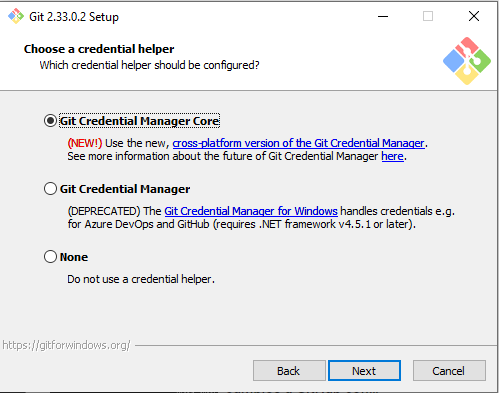 Git 2.33.0.2 Setup
Choose a credential helper
Which credential helper should be configured?
Git Credential Manager Core
(NEW!) Use the new, cross-platform version of the Git Credential Manager.
See more information about the future of Git Credential Manager here.
Git Credential Manager
(DEPRECATED) The Git Credential Manager for Windows handles credentials e.g.
for Azure DevOps and GitHub (requires .NET framework v4.5.1 or later).
None
Do not use a credential helper.
https://gitforwindows.org/
Back Next Cancel